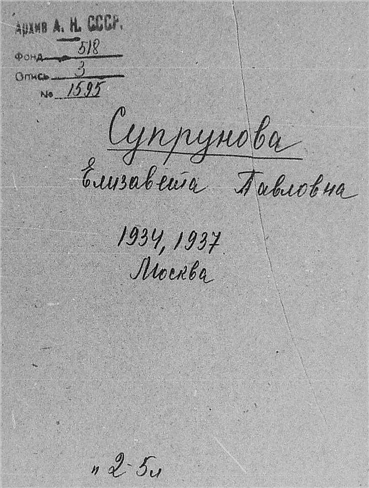 Архив А. Н. СССР.
Фонд 518
Опись 3
№ 1595
Супрунова
Елизавета Павловна
1934, 1937
Москва
п 2-5л